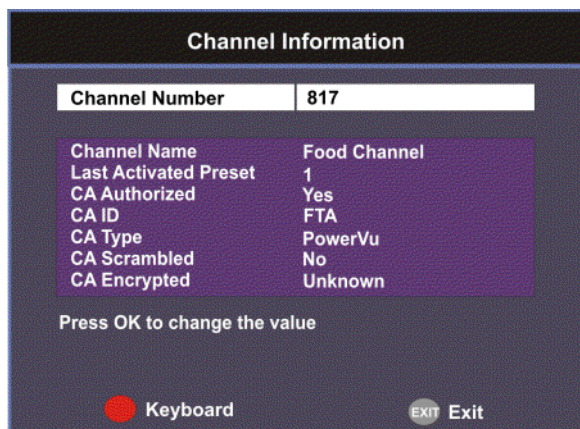 Channel Information
Channel Number 817
Channel Name Food Channel
Last Activated Preset 1
CA Authorized Yes
CA ID FTA
CA Type PowerVu
CA Scrambled No
CA Encrypted Unknown
Press OK to change the value
Keyboard EXIT Exit